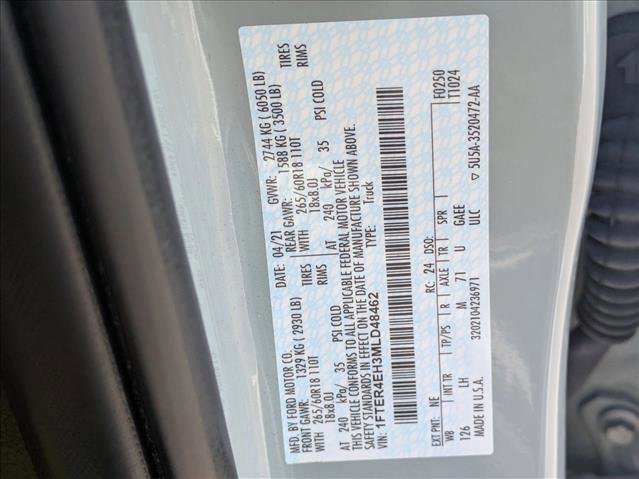 MFD. BY FORD MOTOR CO. DATE: 04/21 GVWR: 2744 KG (6050 LB)
FRONT GAWR: 1329 KG (2930 LB) REAR GAWR: 1588 KG (3500 LB)
265/60R18 110T TIRES WITH 265/60R18 110T TIRES
18x8.0J RIMS 18x8.0J RIMS
AT 240 kPa/ 35 PSI COLD AT 240 kPa/ 35 PSI COLD
THIS VEHICLE CONFORMS TO ALL APPLICABLE FEDERAL MOTOR VEHICLE
SAFETY STANDARDS IN EFFECT ON THE DATE OF MANUFACTURE SHOWN ABOVE.
VIN: 1FTER4EH3MLD48462 TYPE: Truck
EXT PNT: NE RC: 24 DSO: F0250
WB INT TR TP/PS R AXLE TR SPR T1024
126 LH M 71 U GAEE
ULC
MADE IN U.S.A. 3202104236971 ▽ 5U5A-3520472-AA